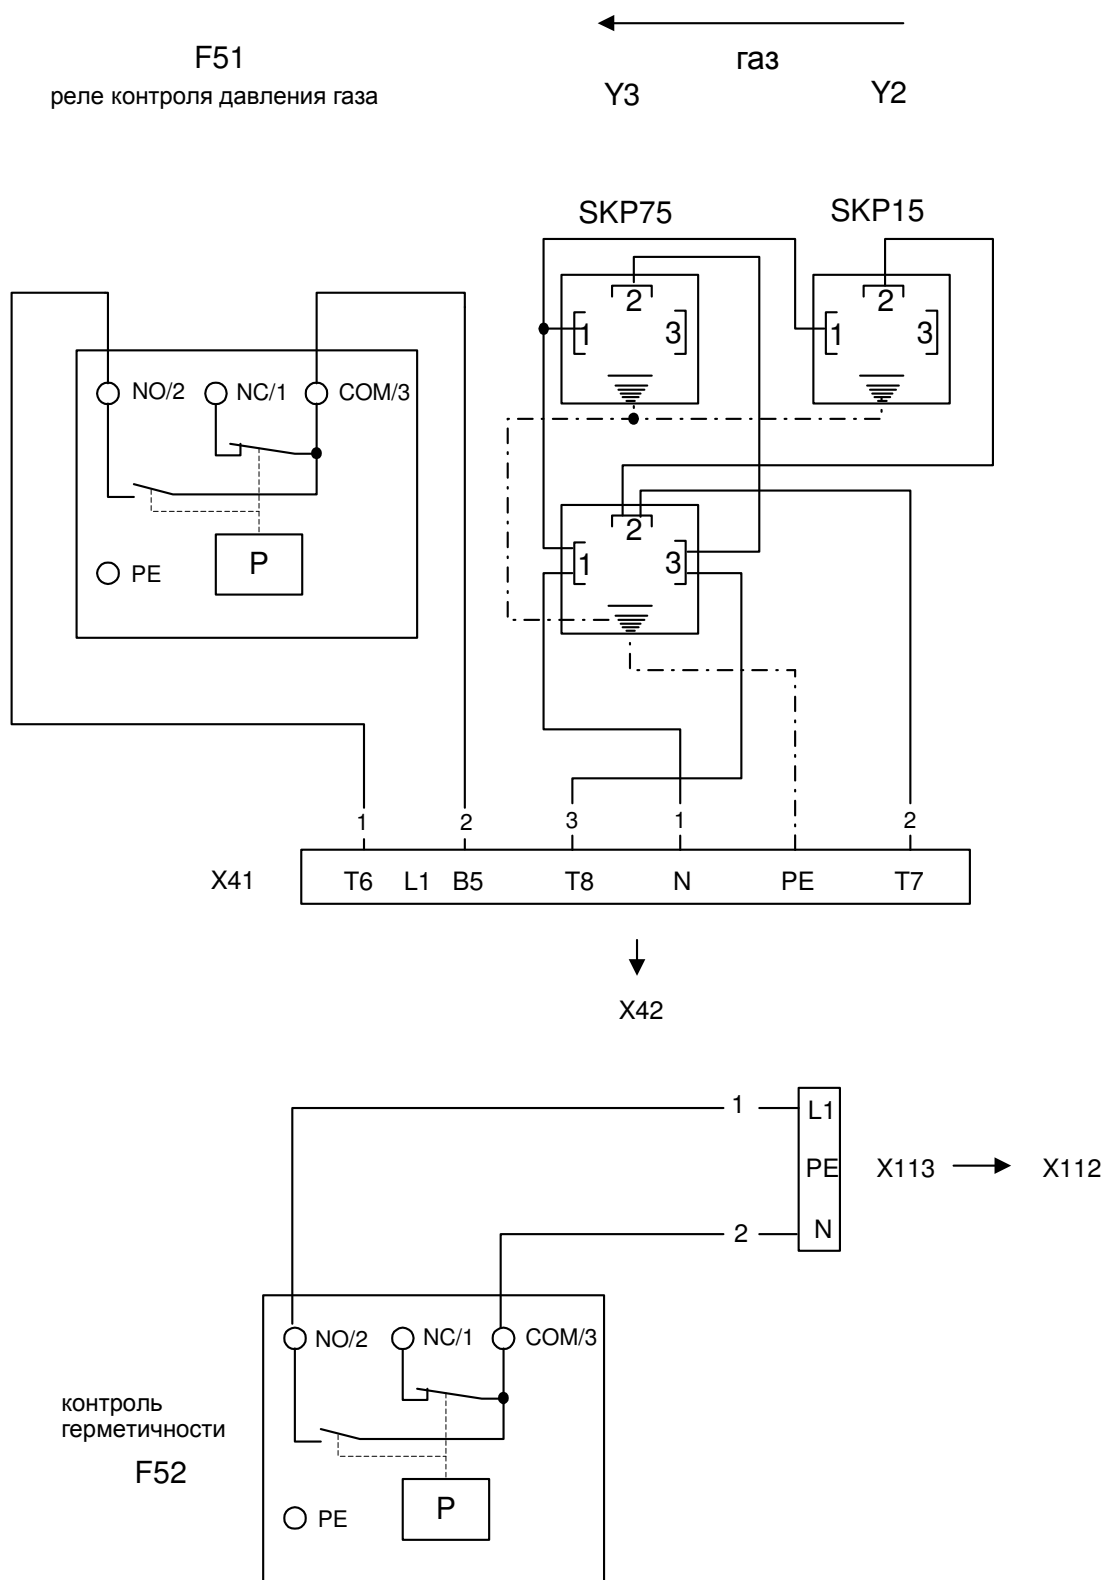 F51
газ
реле контроля давления газа
Y3
Y2
SKP75
SKP15
2
1
3
2
1
3
NO/2
NC/1
COM/3
P
PE
2
1
3
1
2
3
1
2
X41
T6
L1
B5
T8
N
PE
T7
X42
1
L1
PE
X113
X112
2
N
NO/2
NC/1
COM/3
контроль
герметичности
F52
P
PE